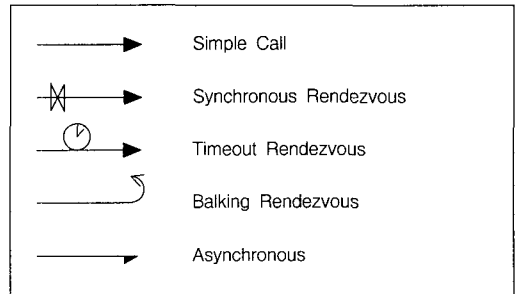 Simple Call
Synchronous Rendezvous
Timeout Rendezvous
Balking Rendezvous
Asynchronous